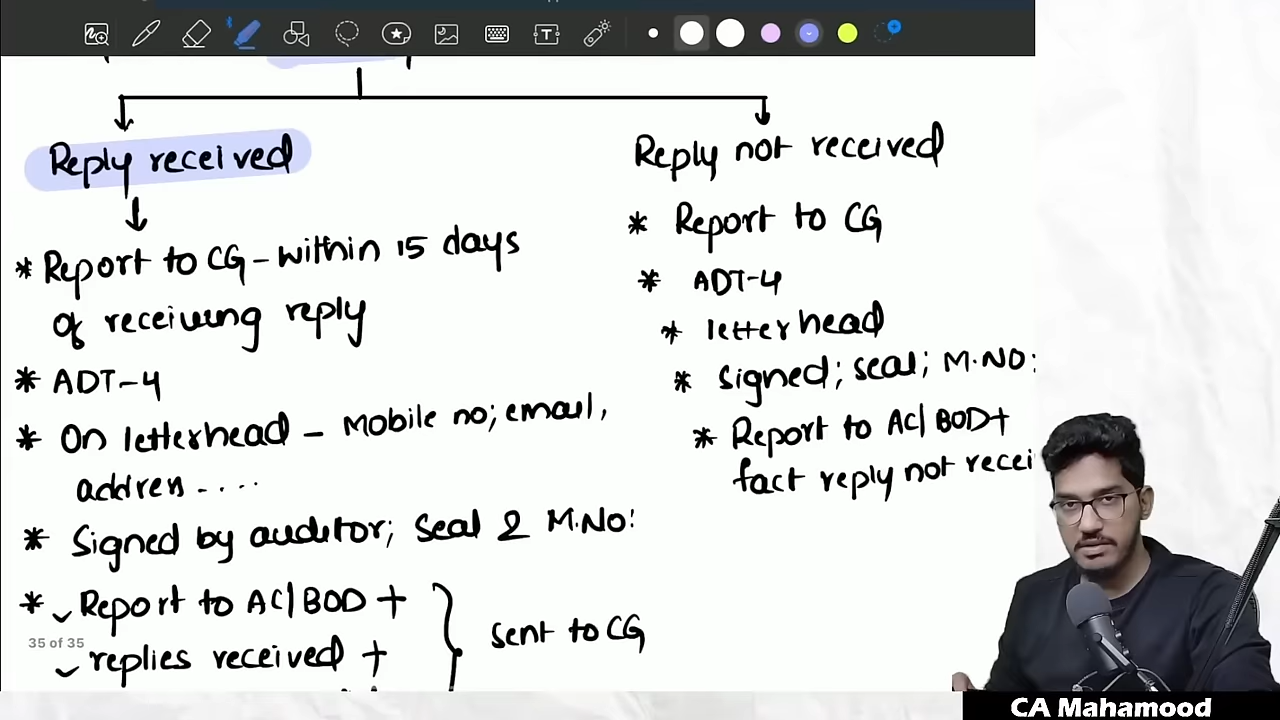 Reply received
* Report to CG - within 15 days
of receiving reply
* ADT-4
* On letterhead - Mobile no; email,
address ....
* Signed by auditor; seal & M.No:
* Report to AC/BOD +
replies received +
sent to CG
35 of 35
Reply not received
* Report to CG
* ADT-4
* letterhead
* Signed; seal; M.NO:
* Report to AC/BOD+
fact reply not recei
CA Mahamood